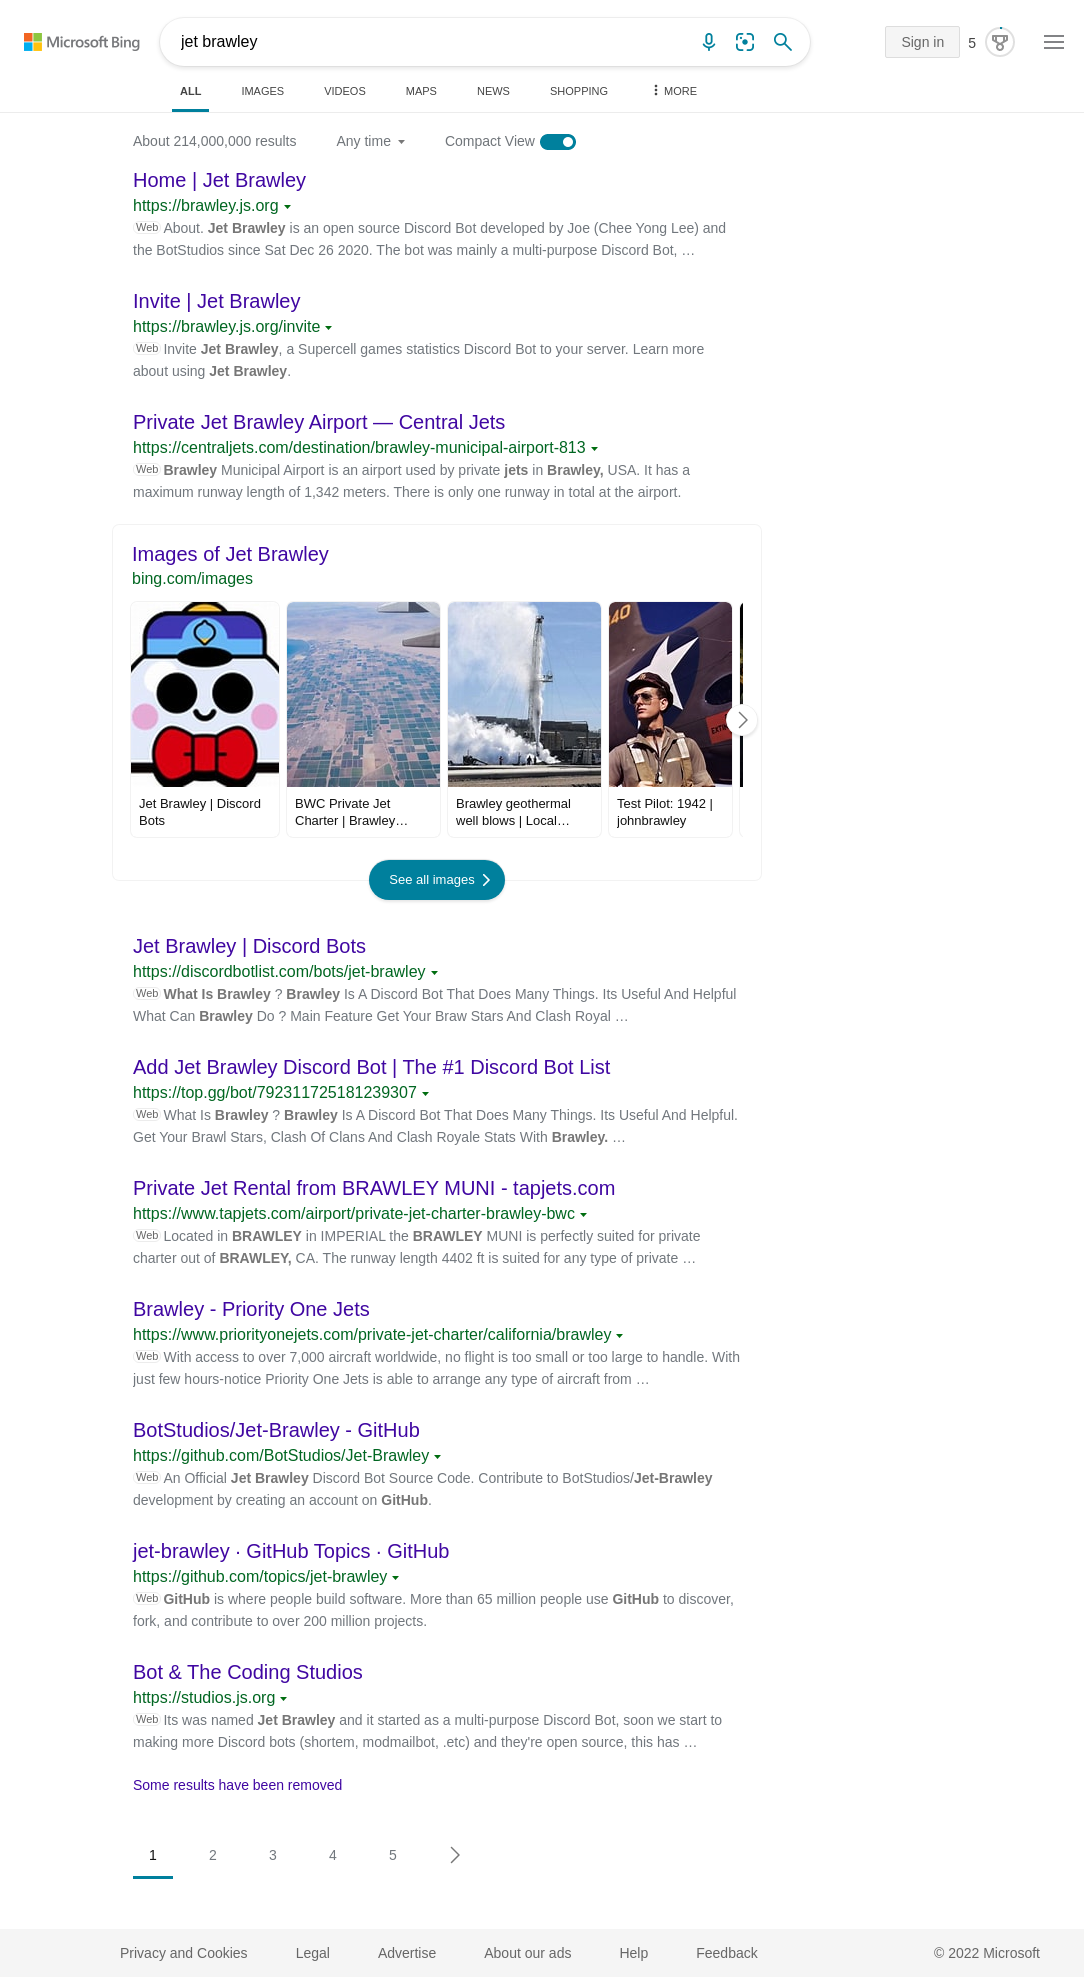 Microsoft Bing
jet brawley
Sign in
5
ALL
IMAGES
VIDEOS
MAPS
NEWS
SHOPPING
MORE
About 214,000,000 results
Any time
Compact View
Home | Jet Brawley
https://brawley.js.org
Web About. Jet Brawley is an open source Discord Bot developed by Joe (Chee Yong Lee) and
the BotStudios since Sat Dec 26 2020. The bot was mainly a multi-purpose Discord Bot, …
Invite | Jet Brawley
https://brawley.js.org/invite
Web Invite Jet Brawley, a Supercell games statistics Discord Bot to your server. Learn more
about using Jet Brawley.
Private Jet Brawley Airport — Central Jets
https://centraljets.com/destination/brawley-municipal-airport-813
Web Brawley Municipal Airport is an airport used by private jets in Brawley, USA. It has a
maximum runway length of 1,342 meters. There is only one runway in total at the airport.
Images of Jet Brawley
bing.com/images
40
EXTIN
Jet Brawley | Discord
Bots
BWC Private Jet
Charter | Brawley…
Brawley geothermal
well blows | Local…
Test Pilot: 1942 |
johnbrawley
See all images
Jet Brawley | Discord Bots
https://discordbotlist.com/bots/jet-brawley
Web What Is Brawley ? Brawley Is A Discord Bot That Does Many Things. Its Useful And Helpful
What Can Brawley Do ? Main Feature Get Your Braw Stars And Clash Royal …
Add Jet Brawley Discord Bot | The #1 Discord Bot List
https://top.gg/bot/792311725181239307
Web What Is Brawley ? Brawley Is A Discord Bot That Does Many Things. Its Useful And Helpful.
Get Your Brawl Stars, Clash Of Clans And Clash Royale Stats With Brawley. …
Private Jet Rental from BRAWLEY MUNI - tapjets.com
https://www.tapjets.com/airport/private-jet-charter-brawley-bwc
Web Located in BRAWLEY in IMPERIAL the BRAWLEY MUNI is perfectly suited for private
charter out of BRAWLEY, CA. The runway length 4402 ft is suited for any type of private …
Brawley - Priority One Jets
https://www.priorityonejets.com/private-jet-charter/california/brawley
Web With access to over 7,000 aircraft worldwide, no flight is too small or too large to handle. With
just few hours-notice Priority One Jets is able to arrange any type of aircraft from …
BotStudios/Jet-Brawley - GitHub
https://github.com/BotStudios/Jet-Brawley
Web An Official Jet Brawley Discord Bot Source Code. Contribute to BotStudios/Jet-Brawley
development by creating an account on GitHub.
jet-brawley · GitHub Topics · GitHub
https://github.com/topics/jet-brawley
Web GitHub is where people build software. More than 65 million people use GitHub to discover,
fork, and contribute to over 200 million projects.
Bot & The Coding Studios
https://studios.js.org
Web Its was named Jet Brawley and it started as a multi-purpose Discord Bot, soon we start to
making more Discord bots (shortem, modmailbot, .etc) and they're open source, this has …
Some results have been removed
1 2 3 4 5
Privacy and Cookies
Legal
Advertise
About our ads
Help
Feedback
© 2022 Microsoft